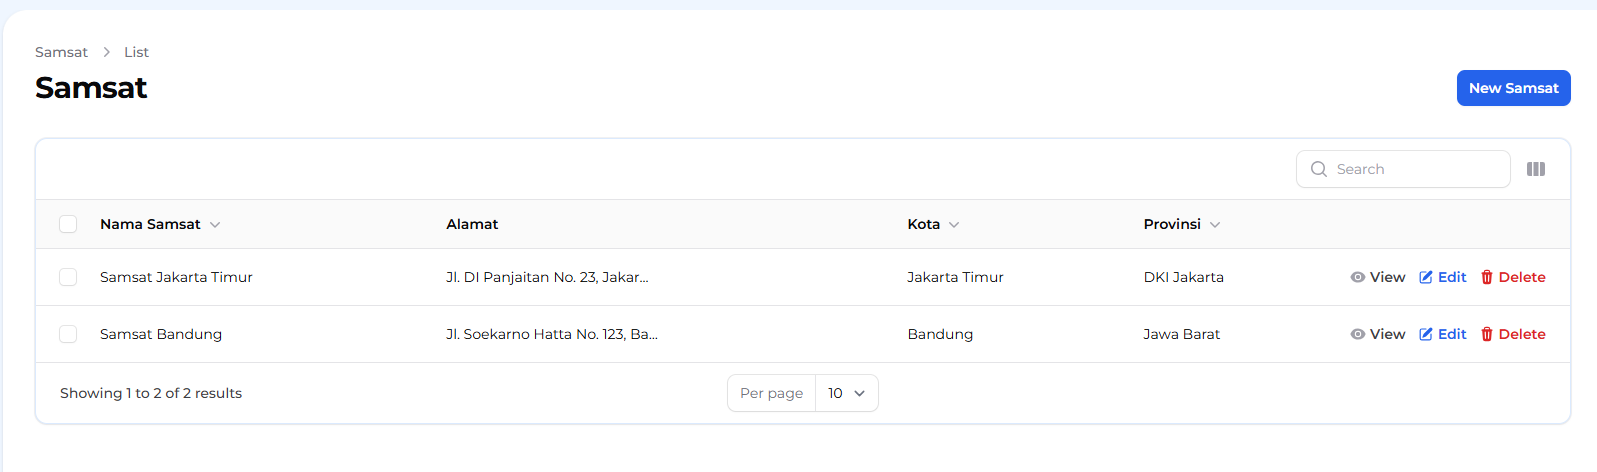 Samsat > List
Samsat
New Samsat
Search
Nama Samsat Alamat Kota Provinsi
Samsat Jakarta Timur Jl. DI Panjaitan No. 23, Jakar... Jakarta Timur DKI Jakarta View Edit Delete
Samsat Bandung Jl. Soekarno Hatta No. 123, Ba... Bandung Jawa Barat View Edit Delete
Showing 1 to 2 of 2 results Per page 10